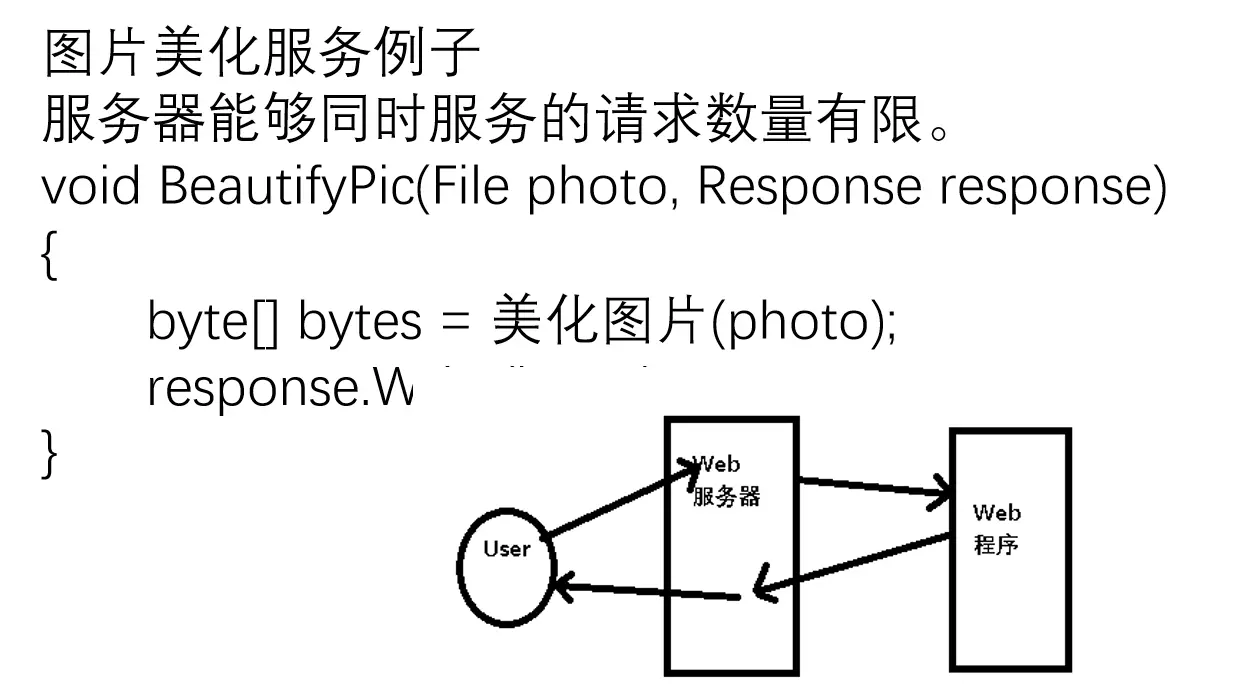 图片美化服务例子
服务器能够同时服务的请求数量有限。
void BeautifyPic(File photo, Response response)
{
byte[] bytes = 美化图片(photo);
response.W
}
Web
服务器
User
Web
程序